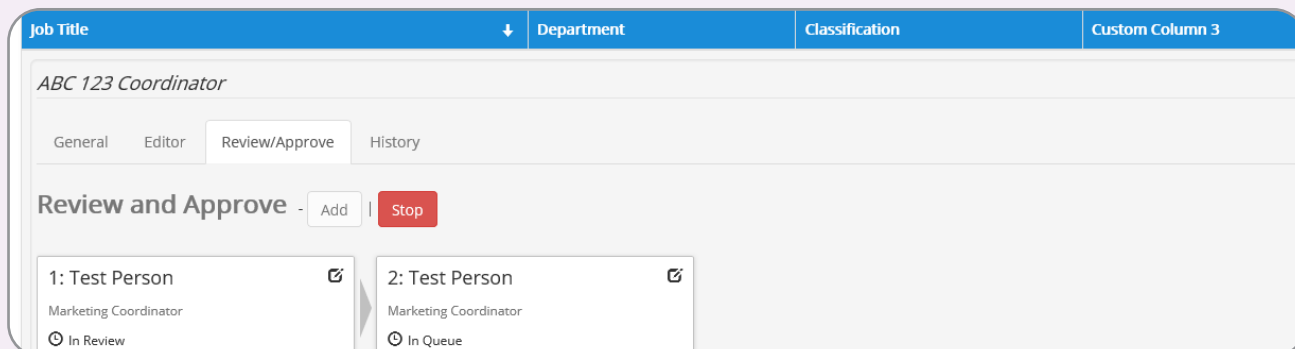 Job Title Department Classification Custom Column 3
ABC 123 Coordinator
General Editor Review/Approve History
Review and Approve - Add | Stop
1: Test Person 2: Test Person
Marketing Coordinator Marketing Coordinator
In Review In Queue